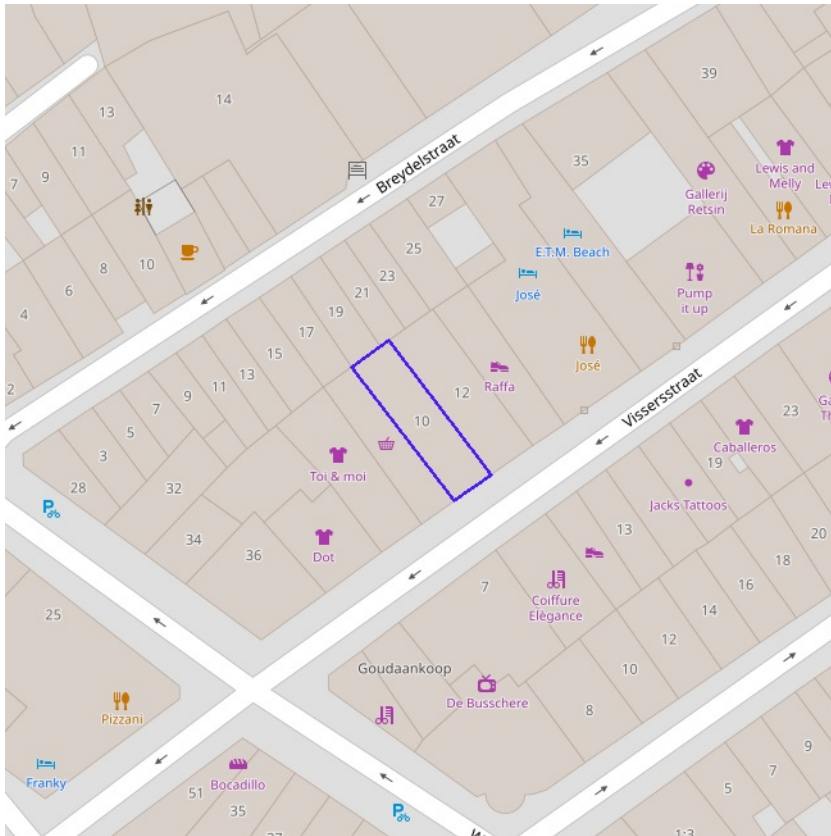 39
14
13
11
9
7
Lewis and
Melly
Gallerij
Retsin
La Romana
35
Breydelstraat
27
E.T.M. Beach
25
José
23
21
19
17
15
13
11
9
7
5
3
28
10
8
6
4
2
Pump
it up
José
Raffa
12
10
Vissersstraat
Toi & moi
Dot
32
34
36
Caballeros
23
19
Jacks Tattoos
13
20
18
16
14
12
10
8
7
Coiffure
Elègance
Goudaankoop
De Busschere
25
Pizzani
Franky
Bocadillo
51
35
9
7
5